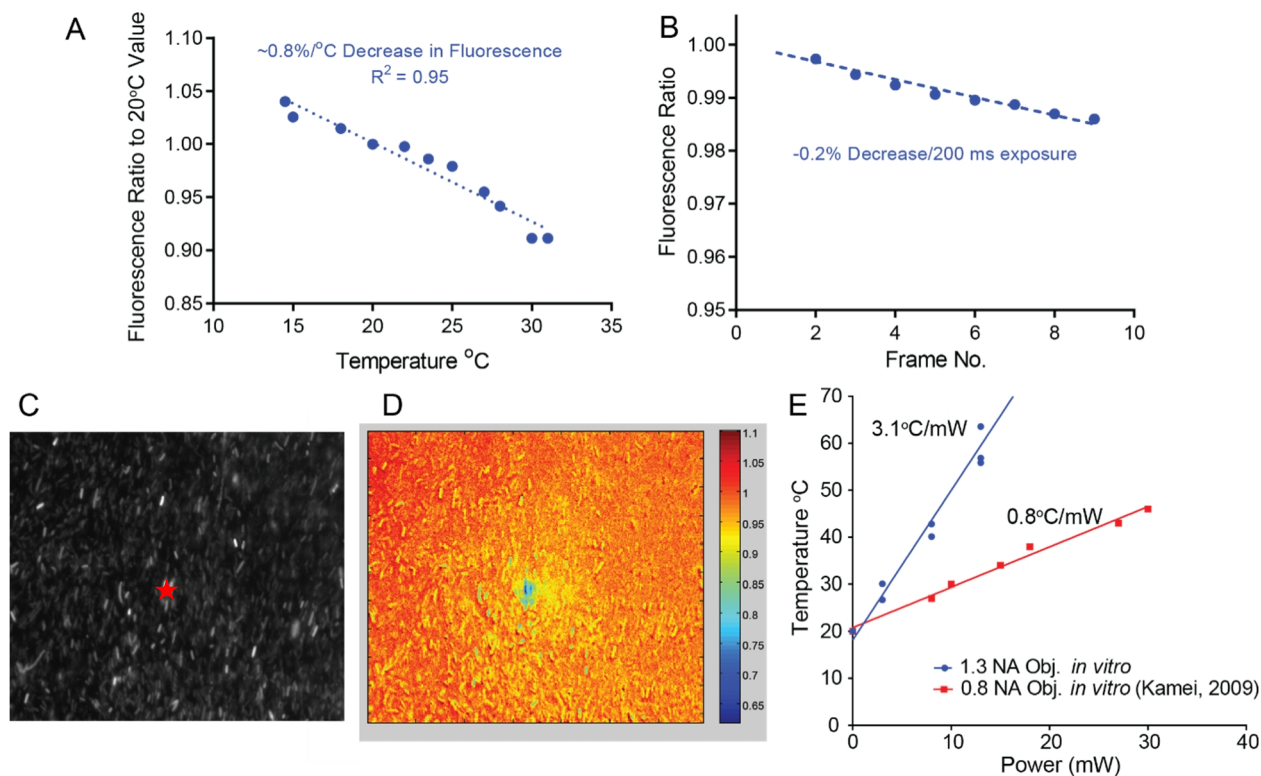 A
Fluorescence Ratio to 20°C Value
1.10
1.05
1.00
0.95
0.90
0.85
~0.8%/°C Decrease in Fluorescence
R² = 0.95
10
15
20
25
30
35
Temperature °C
B
Fluorescence Ratio
1.00
0.99
0.98
0.97
0.96
0.95
-0.2% Decrease/200 ms exposure
0
2
4
6
8
10
Frame No.
C
D
1.1
1.05
1
0.95
0.9
0.85
0.8
0.75
0.7
0.65
E
Temperature °C
70
60
50
40
30
20
10
0
3.1°C/mW
0.8°C/mW
1.3 NA Obj. in vitro
0.8 NA Obj. in vitro (Kamei, 2009)
0
10
20
30
40
Power (mW)